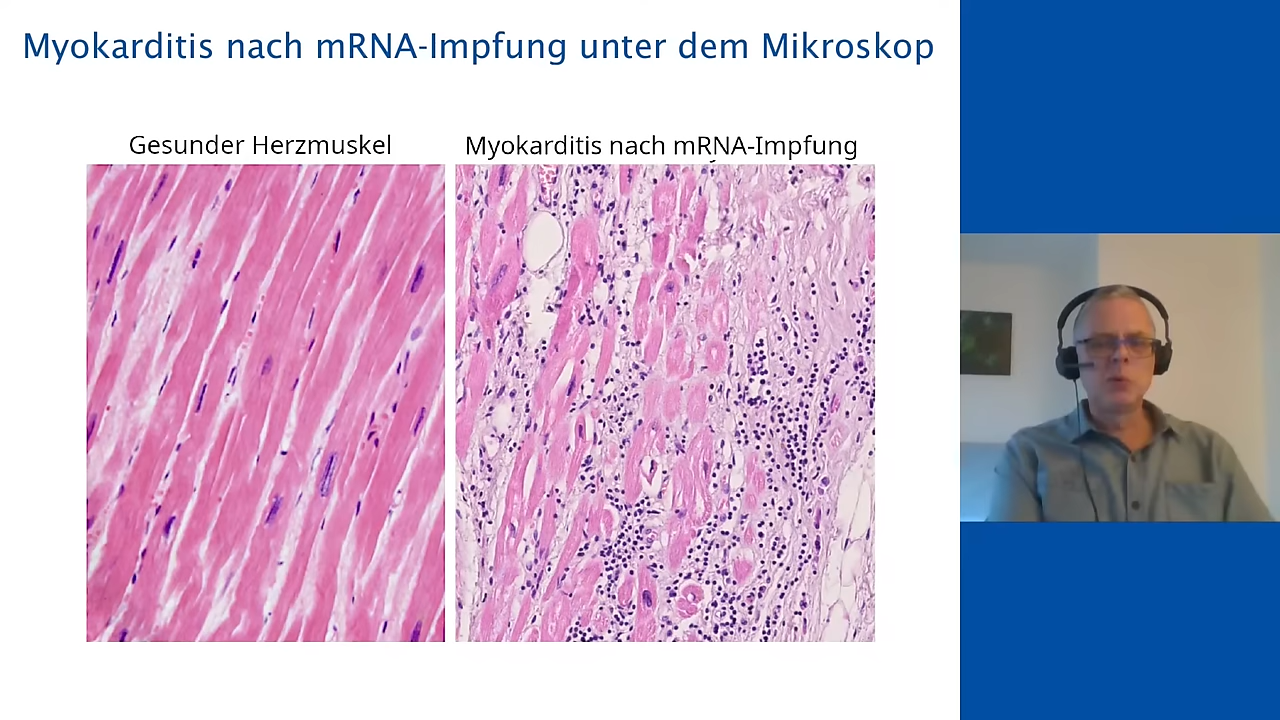 Myokarditis nach mRNA-Impfung unter dem Mikroskop
Gesunder Herzmuskel
Myokarditis nach mRNA-Impfung